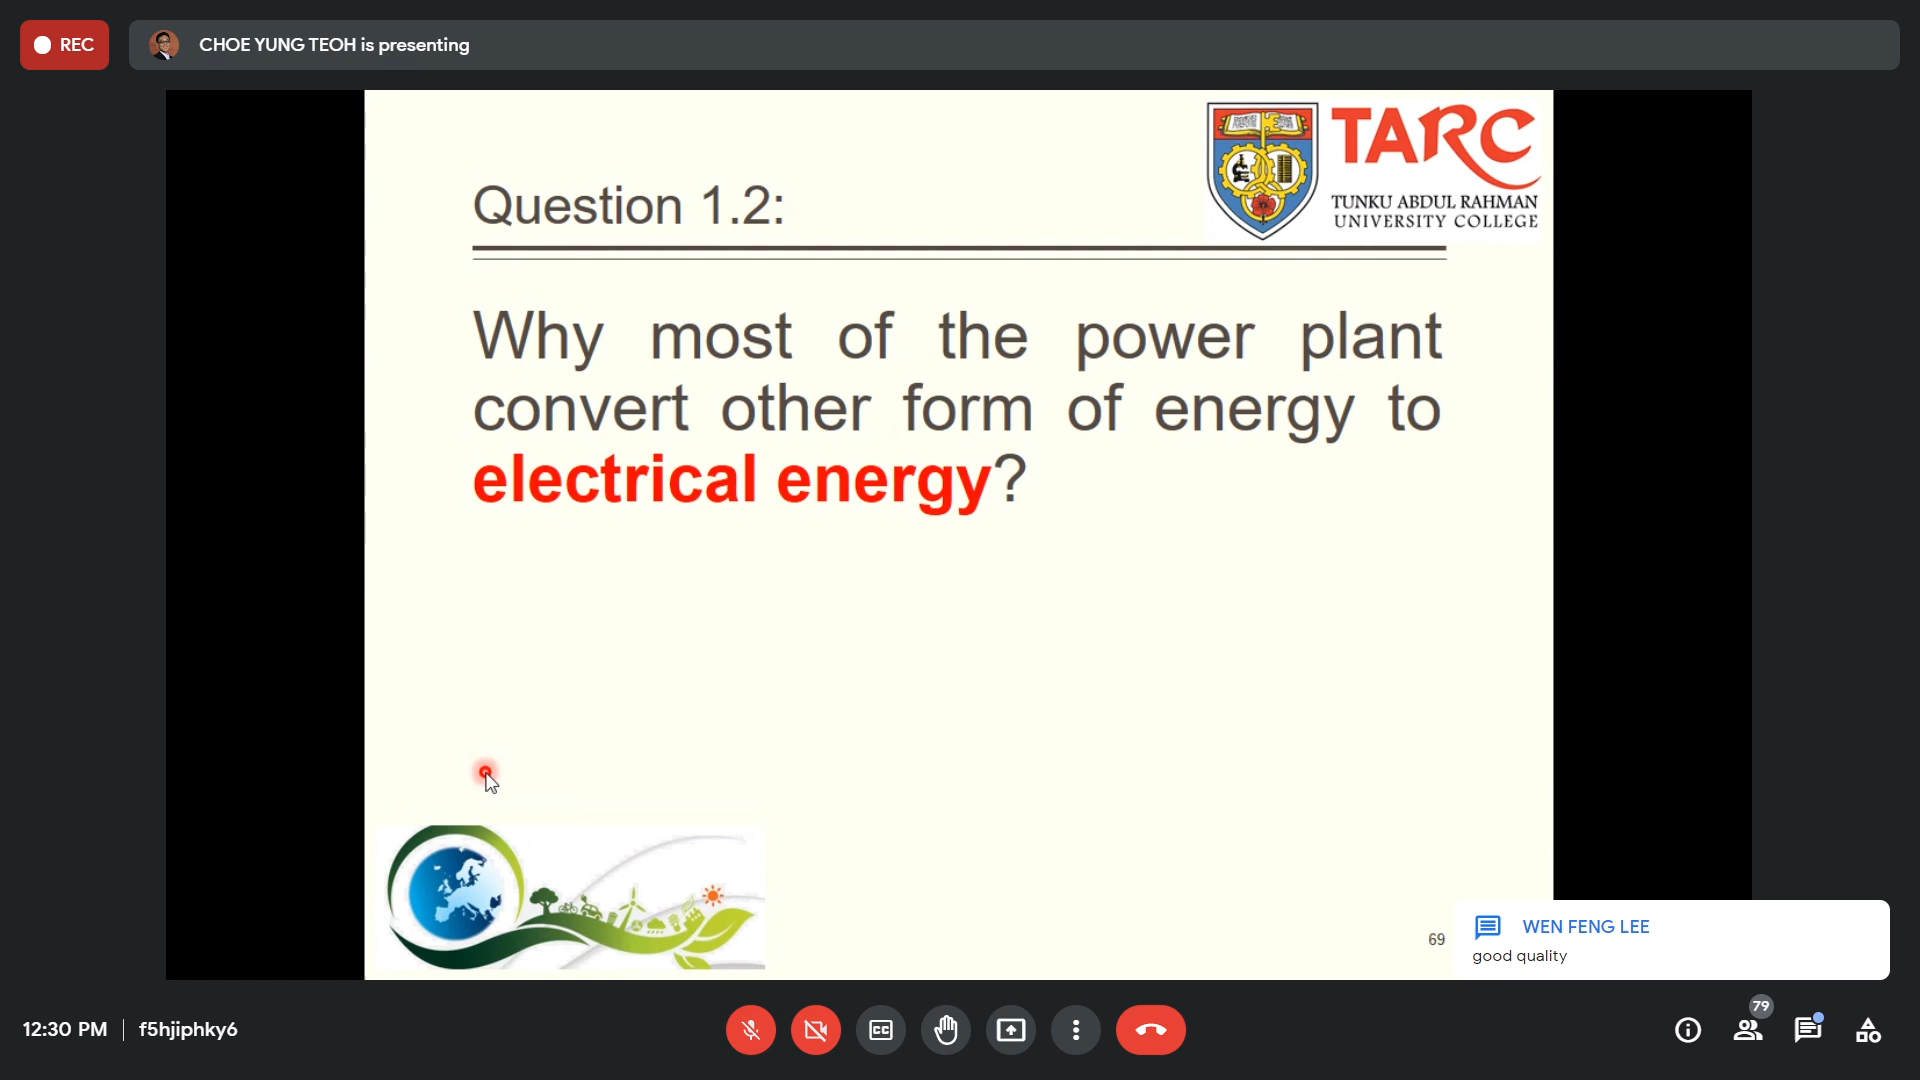 REC
CHOE YUNG TEOH is presenting
TARC
TUNKU ABDUL RAHMAN
UNIVERSITY COLLEGE
Question 1.2:
Why most of the power plant
convert other form of energy to
electrical energy?
69
WEN FENG LEE
good quality
12:30 PM | f5hjiphky6
CC
79